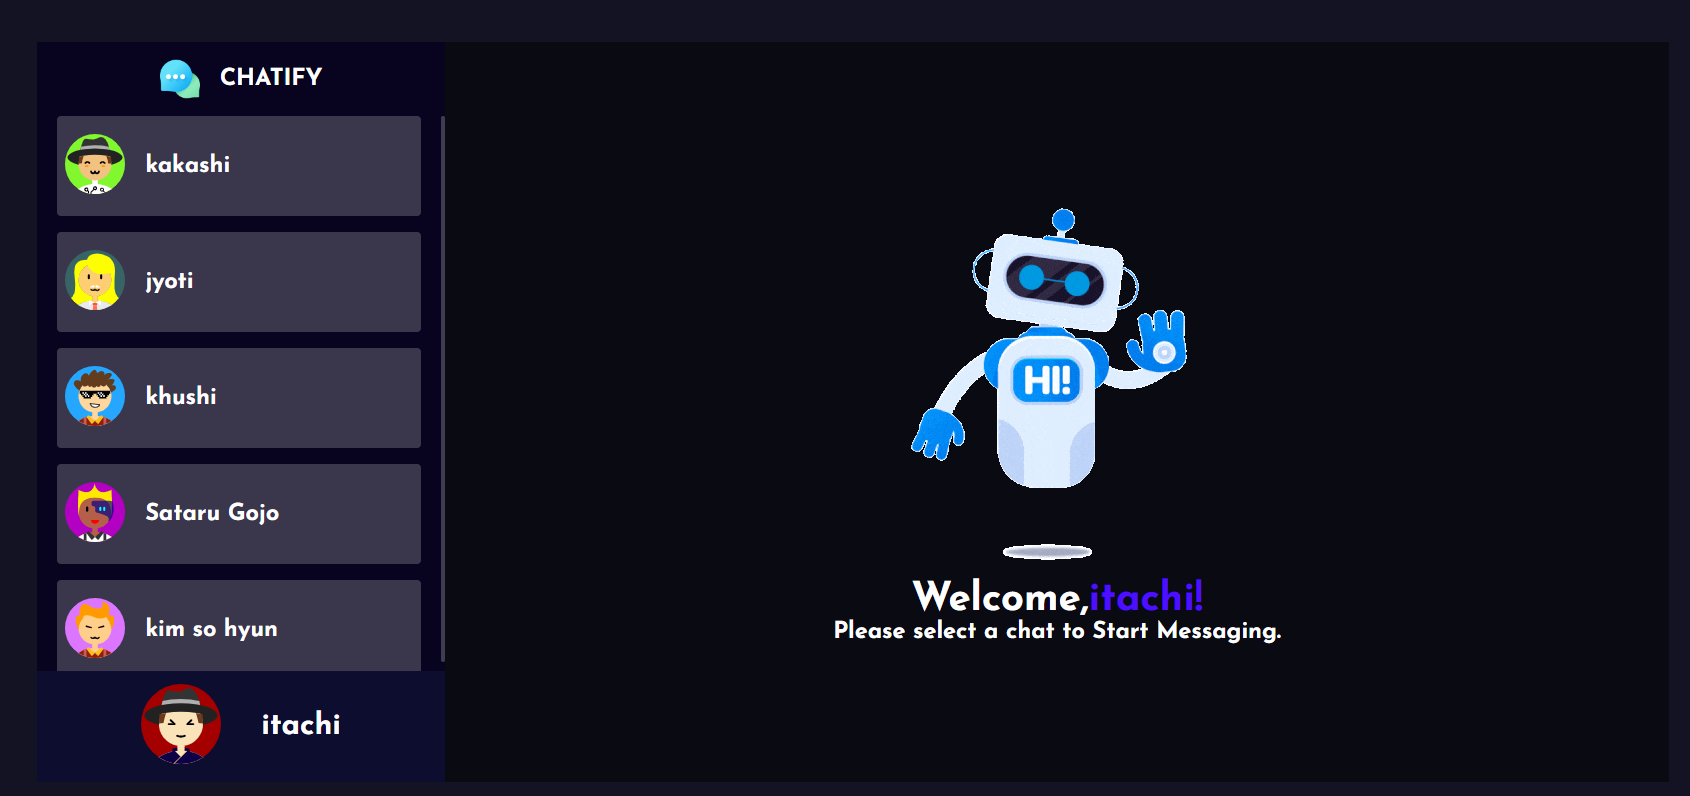 CHATIFY
kakashi
jyoti
khushi
Sataru Gojo
kim so hyun
itachi
HI!
Welcome,itachi!
Please select a chat to Start Messaging.